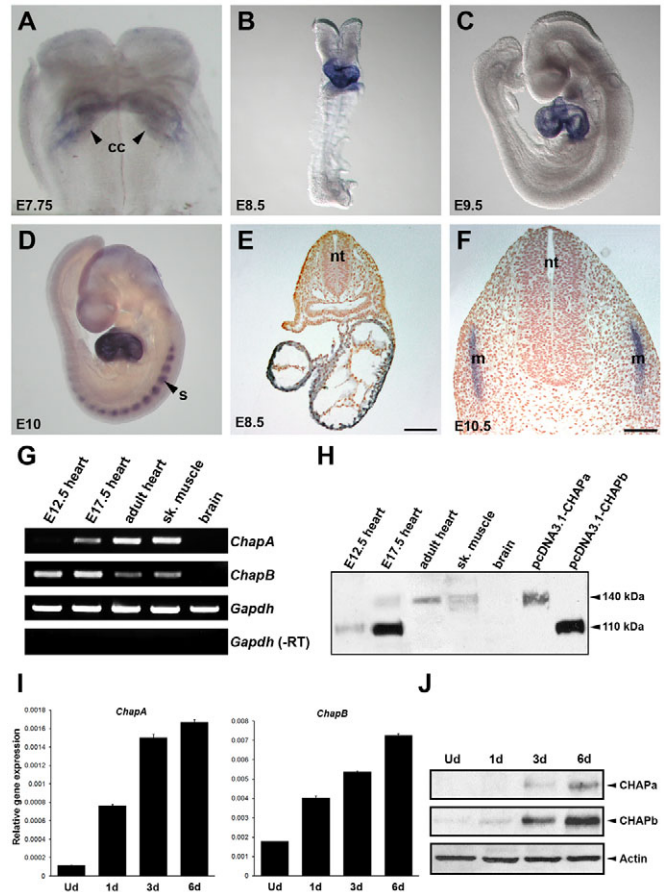 A
cc
E7.75
B
E8.5
C
E9.5
D
s
E10
E
nt
E8.5
F
nt
m
m
E10.5
G
E12.5 heart
E17.5 heart
adult heart
sk. muscle
brain
ChapA
ChapB
Gapdh
Gapdh (-RT)
H
E12.5 heart
E17.5 heart
adult heart
sk. muscle
brain
pcDNA3.1-CHAPa
pcDNA3.1-CHAPb
140 kDa
110 kDa
I
Relative gene expression
ChapA
0.0018
0.0016
0.0014
0.0012
0.001
0.0008
0.0006
0.0004
0.0002
0
Ud 1d 3d 6d
ChapB
0.008
0.007
0.006
0.005
0.004
0.003
0.002
0.001
0
Ud 1d 3d 6d
J
Ud 1d 3d 6d
CHAPa
CHAPb
Actin